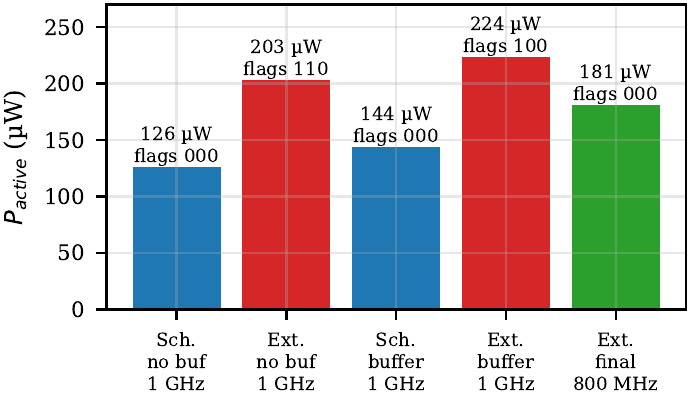 P_active (µW)
250
200
150
100
50
0
126 µW
flags 000
203 µW
flags 110
144 µW
flags 000
224 µW
flags 100
181 µW
flags 000
Sch.
no buf
1 GHz
Ext.
no buf
1 GHz
Sch.
buffer
1 GHz
Ext.
buffer
1 GHz
Ext.
final
800 MHz